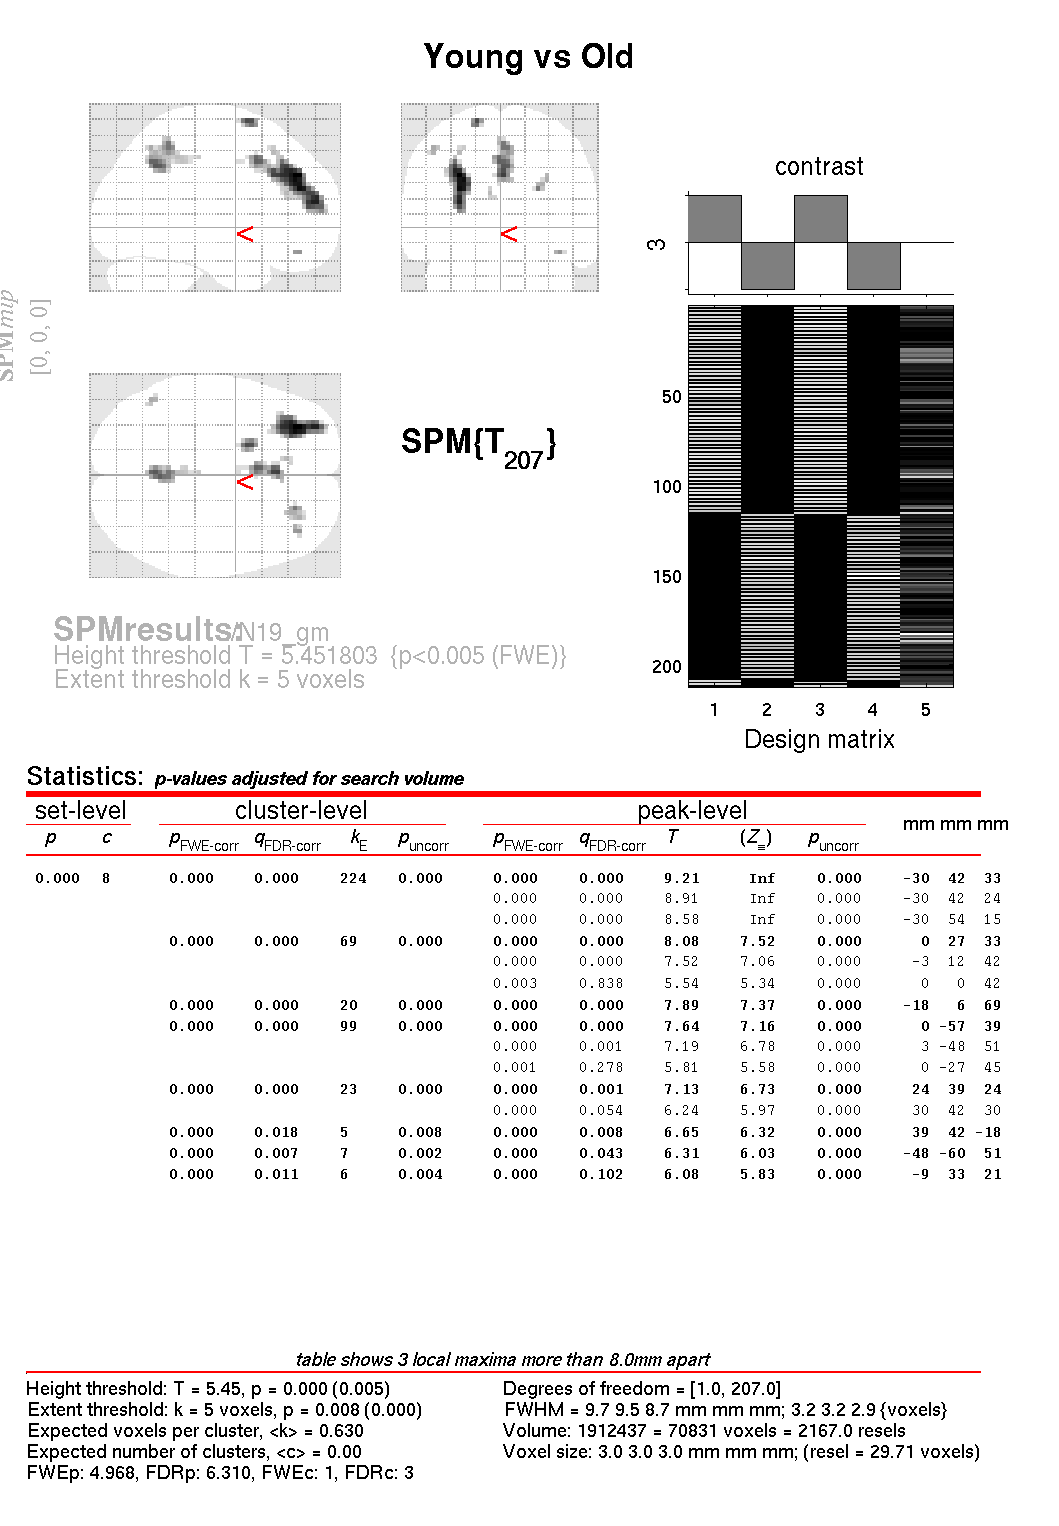 Young vs Old
contrast
3
SPMmip
[0, 0, 0]
<
<
<
SPM{T207}
50
100
150
200
1 2 3 4 5
Design matrix
SPMresults: /N19_gm
Height threshold T = 5.451803 {p<0.005 (FWE)}
Extent threshold k = 5 voxels
Statistics: p-values adjusted for search volume
set-level cluster-level peak-level
p c pFWE-corr qFDR-corr kE puncorr pFWE-corr qFDR-corr T (Z≡) puncorr mm mm mm
0.000 8 0.000 0.000 224 0.000 0.000 0.000 9.21 Inf 0.000 -30 42 33
0.000 0.000 8.91 Inf 0.000 -30 42 24
0.000 0.000 8.58 Inf 0.000 -30 54 15
0.000 0.000 69 0.000 0.000 0.000 8.08 7.52 0.000 0 27 33
0.000 0.000 7.52 7.06 0.000 -3 12 42
0.003 0.838 5.54 5.34 0.000 0 0 42
0.000 0.000 20 0.000 0.000 0.000 7.89 7.37 0.000 -18 6 69
0.000 0.000 99 0.000 0.000 0.000 7.64 7.16 0.000 0 -57 39
0.000 0.001 7.19 6.78 0.000 3 -48 51
0.001 0.278 5.81 5.58 0.000 0 -27 45
0.000 0.000 23 0.000 0.000 0.001 7.13 6.73 0.000 24 39 24
0.000 0.054 6.24 5.97 0.000 30 42 30
0.000 0.018 5 0.008 0.000 0.008 6.65 6.32 0.000 39 42 -18
0.000 0.007 7 0.002 0.000 0.043 6.31 6.03 0.000 -48 -60 51
0.000 0.011 6 0.004 0.000 0.102 6.08 5.83 0.000 -9 33 21
table shows 3 local maxima more than 8.0mm apart
Height threshold: T = 5.45, p = 0.000 (0.005)
Extent threshold: k = 5 voxels, p = 0.008 (0.000)
Expected voxels per cluster, <k> = 0.630
Expected number of clusters, <c> = 0.00
FWEp: 4.968, FDRp: 6.310, FWEc: 1, FDRc: 3
Degrees of freedom = [1.0, 207.0]
FWHM = 9.7 9.5 8.7 mm mm mm; 3.2 3.2 2.9 {voxels}
Volume: 1912437 = 70831 voxels = 2167.0 resels
Voxel size: 3.0 3.0 3.0 mm mm mm; (resel = 29.71 voxels)